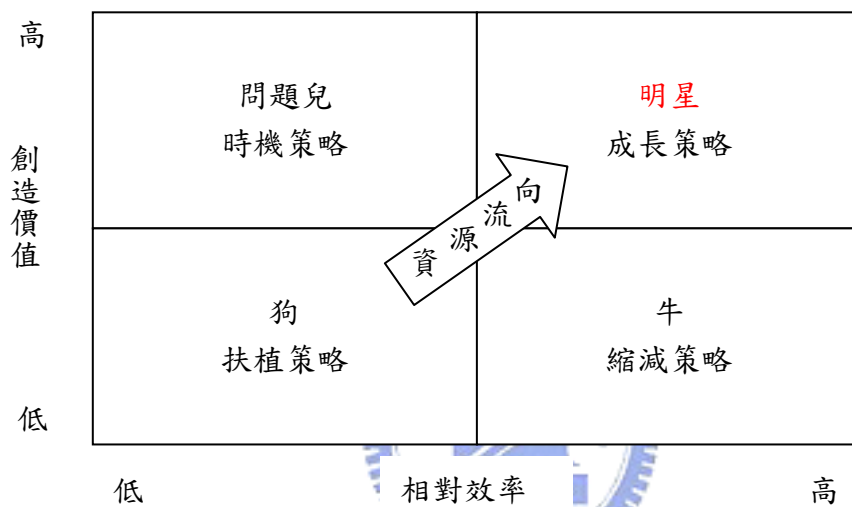 高
問題兒
時機策略
明星
成長策略
創造價值
資源流向
狗
扶植策略
牛
縮減策略
低
低
相對效率
高